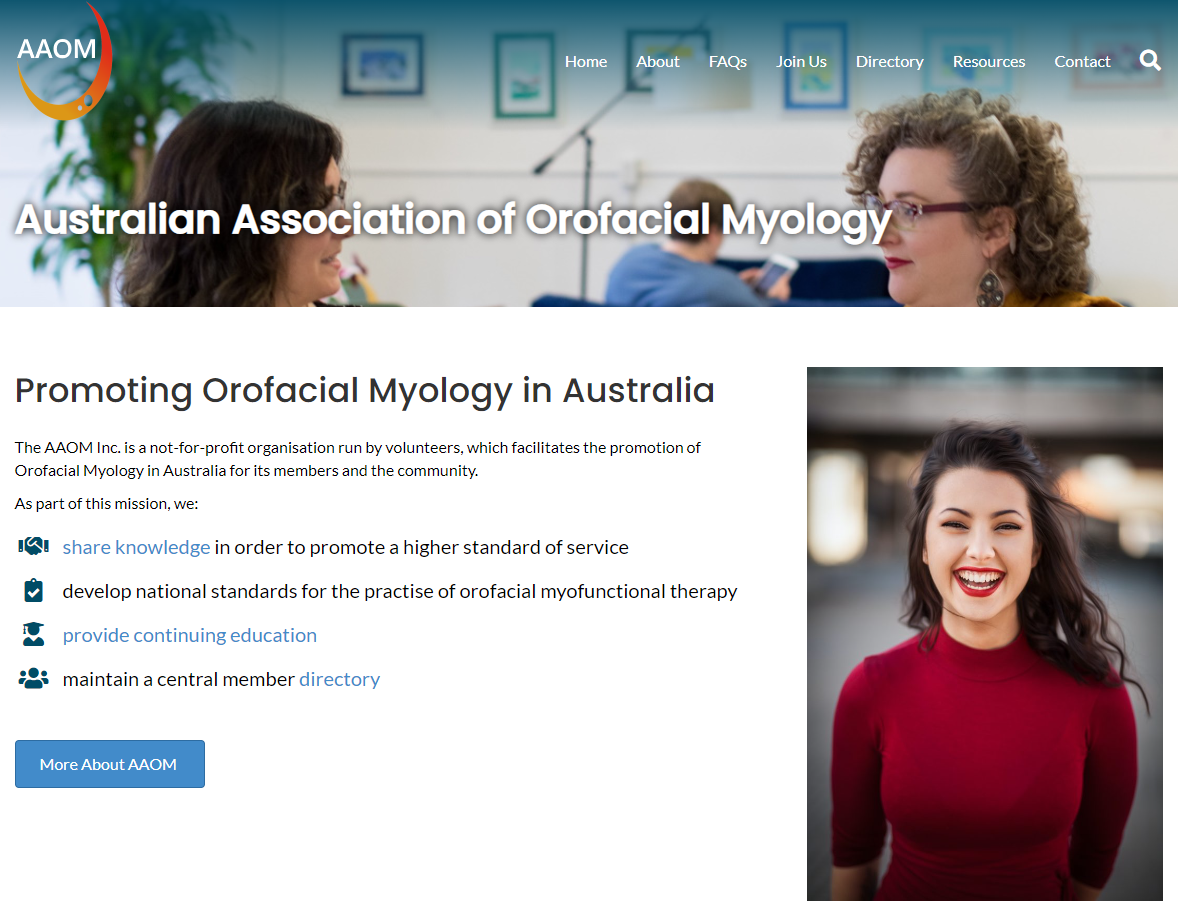 AAOM
Home About FAQs Join Us Directory Resources Contact
Australian Association of Orofacial Myology
Promoting Orofacial Myology in Australia
The AAOM Inc. is a not-for-profit organisation run by volunteers, which facilitates the promotion of
Orofacial Myology in Australia for its members and the community.
As part of this mission, we:
share knowledge in order to promote a higher standard of service
develop national standards for the practise of orofacial myofunctional therapy
provide continuing education
maintain a central member directory
More About AAOM